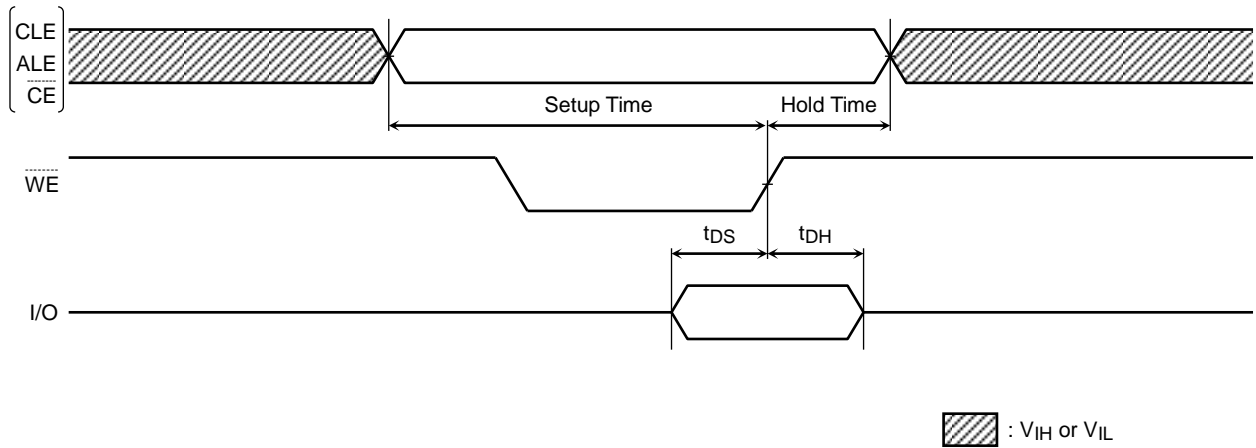 CLE
ALE
CE
Setup Time
Hold Time
WE
tDS
tDH
I/O
: VIH or VIL